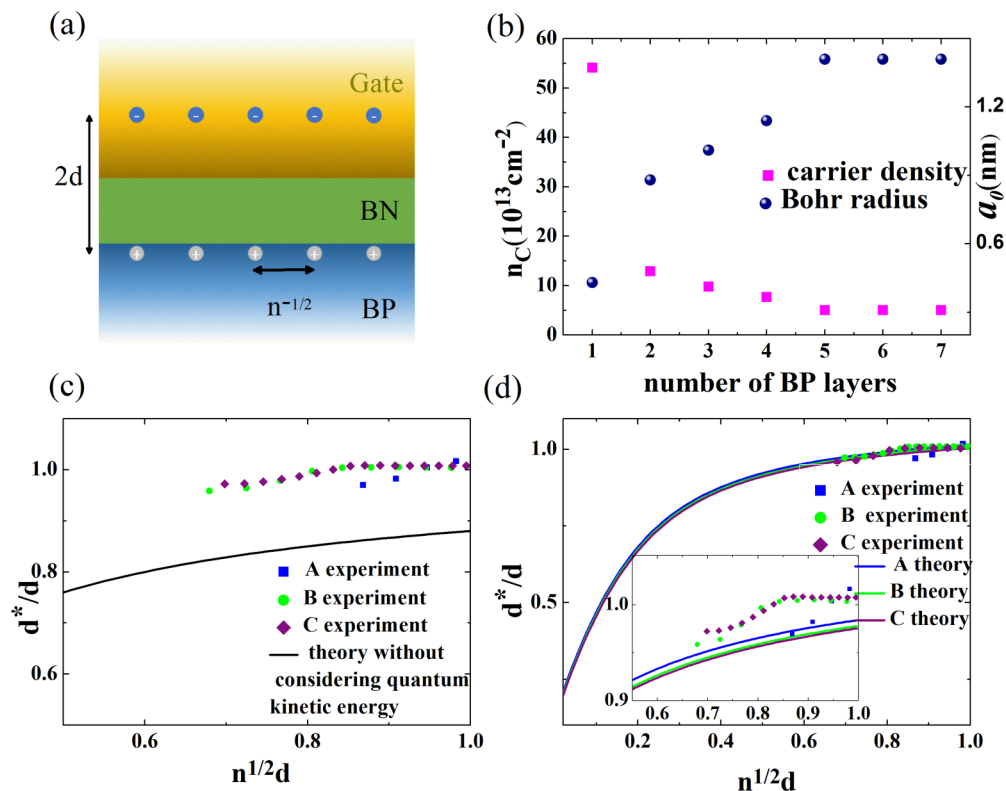 (a)
Gate
- - - - -
2d
BN
+ + + + +
n⁻¹/²
BP
(b)
60
50
40
30
20
10
0
n_C(10¹³cm⁻²)
1.2
0.6
a₀(nm)
carrier density
Bohr radius
1 2 3 4 5 6 7
number of BP layers
(c)
1.0
0.8
0.6
d*/d
A experiment
B experiment
C experiment
theory without
considering quantum
kinetic energy
0.6 0.8 1.0
n¹/²d
(d)
1.0
0.5
d*/d
A experiment
B experiment
C experiment
A theory
B theory
C theory
1.0
0.9
0.6 0.7 0.8 0.9 1.0
0.2 0.4 0.6 0.8 1.0
n¹/²d